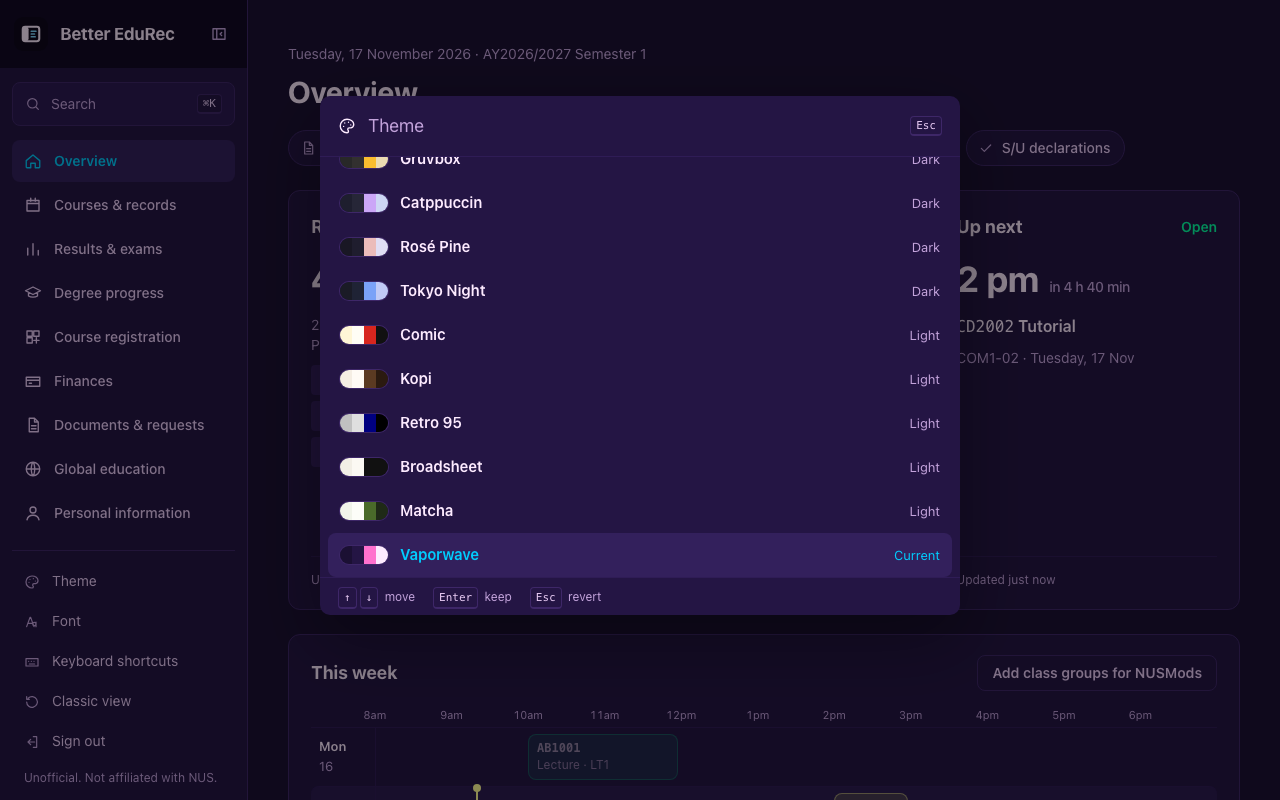 Better EduRec
Search
⌘K
Overview
Courses & records
Results & exams
Degree progress
Course registration
Finances
Documents & requests
Global education
Personal information
Theme
Font
Keyboard shortcuts
Classic view
Sign out
Unofficial. Not affiliated with NUS.
Tuesday, 17 November 2026 · AY2026/2027 Semester 1
Overview
S/U declarations
Theme
Esc
Gruvbox Dark
Catppuccin Dark
Rosé Pine Dark
Tokyo Night Dark
Comic Light
Kopi Light
Retro 95 Light
Broadsheet Light
Matcha Light
Vaporwave Current
↑ ↓ move Enter keep Esc revert
Up next Open
2 pm in 4 h 40 min
CD2002 Tutorial
COM1-02 · Tuesday, 17 Nov
Updated just now
This week
Add class groups for NUSMods
8am 9am 10am 11am 12pm 1pm 2pm 3pm 4pm 5pm 6pm
Mon
16
AB1001
Lecture · LT1